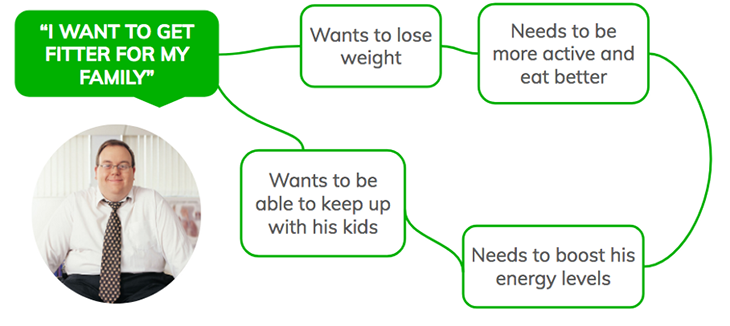 “I WANT TO GET
FITTER FOR MY
FAMILY”
Wants to lose
weight
Needs to be
more active and
eat better
Wants to be
able to keep up
with his kids
Needs to boost his
energy levels